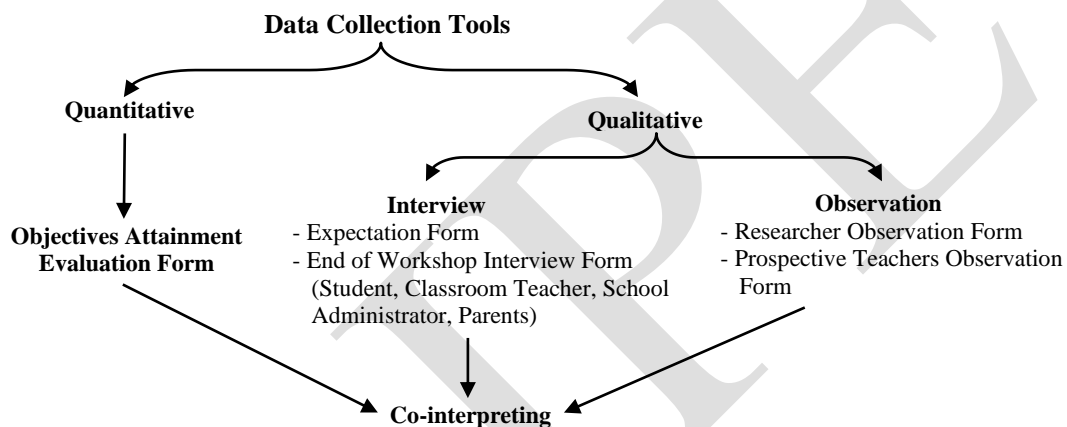 Data Collection Tools
Quantitative
Qualitative
Objectives Attainment
Evaluation Form
Interview
- Expectation Form
- End of Workshop Interview Form
(Student, Classroom Teacher, School
Administrator, Parents)
Observation
- Researcher Observation Form
- Prospective Teachers Observation
Form
Co-interpreting